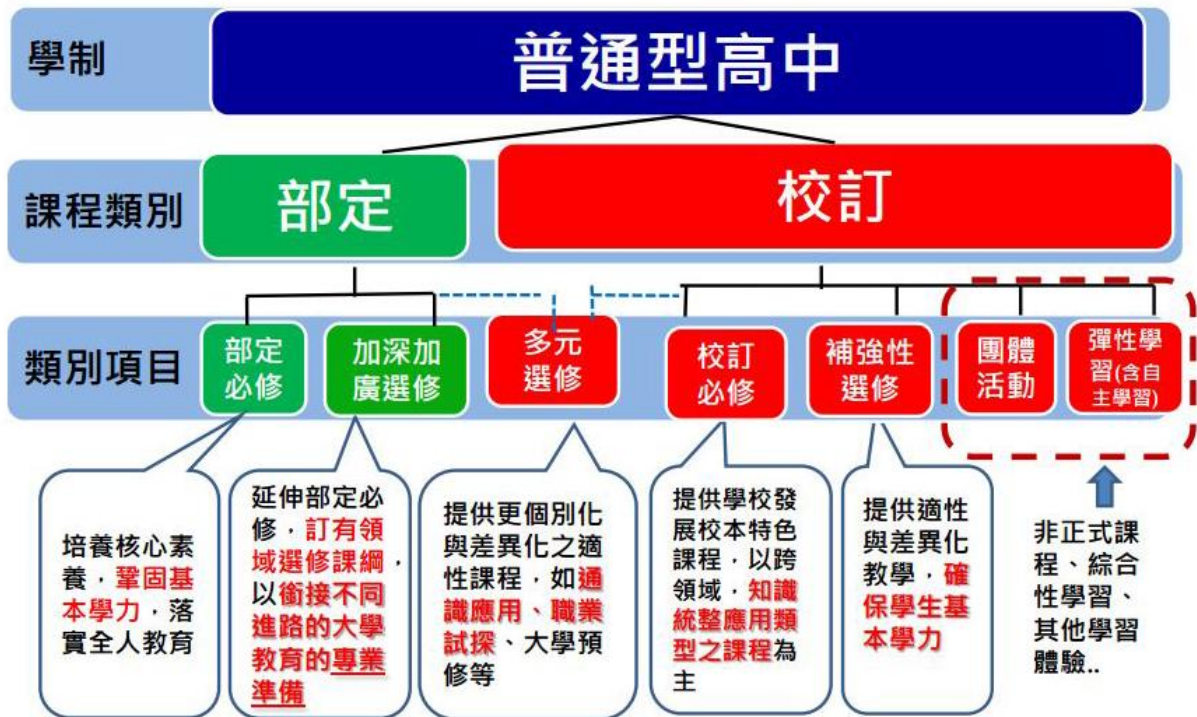 學制
普通型高中
課程類別
部定
校訂
類別項目
部定
必修
加深加
廣選修
多元
選修
校訂
必修
補強性
選修
團體
活動
彈性學
習(含自
主學習)
培養核心素
養，鞏固基
本學力，落
實全人教育
延伸部定必
修，訂有領
域選修課綱，
以銜接不同
進路的大學
教育的專業
準備
提供更個別化
與差異化之適
性課程，如通
識應用、職業
試探、大學預
修等
提供學校發
展校本特色
課程，以跨
領域，知識
統整應用類
型之課程為
主
提供適性
與差異化
教學，確
保學生基
本學力
非正式課
程、綜合
性學習、
其他學習
體驗..